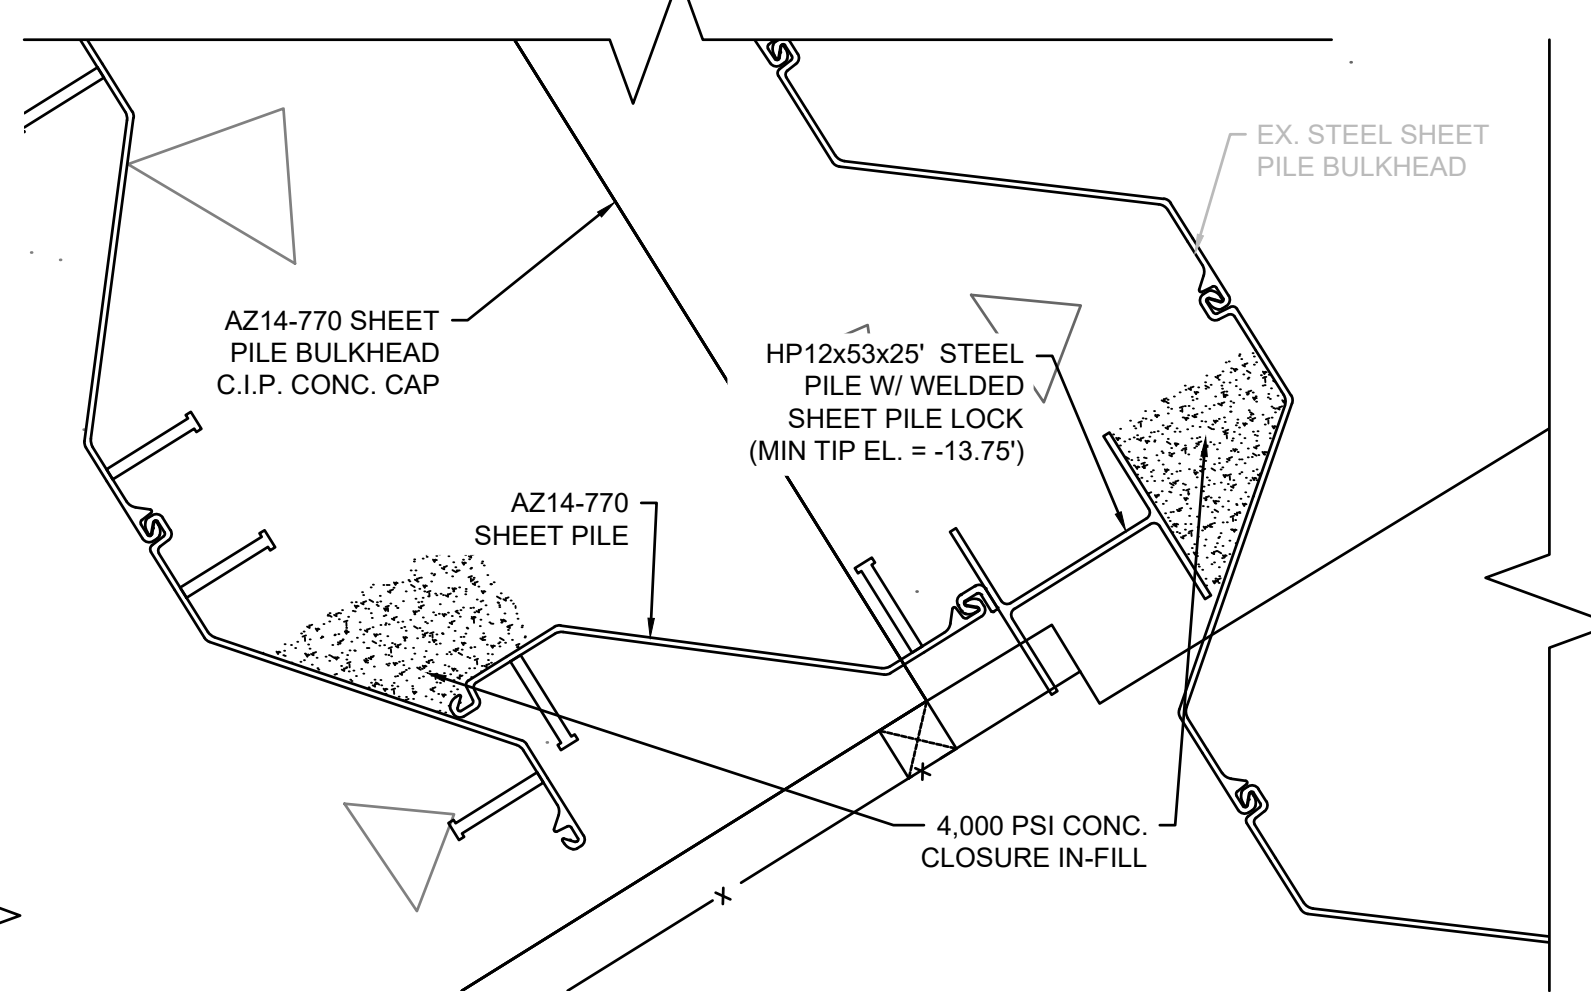 EX. STEEL SHEET
PILE BULKHEAD
AZ14-770 SHEET
PILE BULKHEAD
C.I.P. CONC. CAP
HP12x53x25' STEEL
PILE W/ WELDED
SHEET PILE LOCK
(MIN TIP EL. = -13.75')
AZ14-770
SHEET PILE
4,000 PSI CONC.
CLOSURE IN-FILL